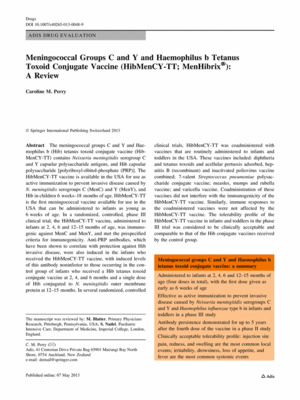 Drugs
DOI 10.1007/s40265-013-0048-9
ADIS DRUG EVALUATION
Meningococcal Groups C and Y and Haemophilus b Tetanus
Toxoid Conjugate Vaccine (HibMenCY-TT; MenHibrix®):
A Review
Caroline M. Perry
© Springer International Publishing Switzerland 2013
Abstract The meningococcal groups C and Y and Hae-
mophilus b (Hib) tetanus toxoid conjugate vaccine (Hib-
MenCY-TT) contains Neisseria meningitidis serogroup C
and Y capsular polysaccharide antigens, and Hib capsular
polysaccharide [polyribosyl-ribitol-phosphate (PRP)]. The
HibMenCY-TT vaccine is available in the USA for use as
active immunization to prevent invasive disease caused by
N. meningitidis serogroups C (MenC) and Y (MenY), and
Hib in children 6 weeks–18 months of age. HibMenCY-TT
is the first meningococcal vaccine available for use in the
USA that can be administered to infants as young as
6 weeks of age. In a randomized, controlled, phase III
clinical trial, the HibMenCY-TT vaccine, administered to
infants at 2, 4, 6 and 12–15 months of age, was immuno-
genic against MenC and MenY, and met the prespecified
criteria for immunogenicity. Anti-PRP antibodies, which
have been shown to correlate with protection against Hib
invasive disease, were also induced in the infants who
received the HibMenCY-TT vaccine, with induced levels
of this antibody noninferior to those occurring in the con-
trol group of infants who received a Hib tetanus toxoid
conjugate vaccine at 2, 4, and 6 months and a single dose
of Hib conjugated to N. meningitidis outer membrane
protein at 12–15 months. In several randomized, controlled
The manuscript was reviewed by: M. Blatter, Primary Physicians
Research, Pittsburgh, Pennsylvania, USA; S. Nadel, Paediatric
Intensive Care, Department of Medicine, Imperial College, London,
England.
C. M. Perry (✉)
Adis, 41 Centorian Drive Private Bag 65901 Mairangi Bay North
Shore, 0754 Auckland, New Zealand
e-mail: demail@springer.com
Published online: 07 May 2013
clinical trials, HibMenCY-TT was coadministered with
vaccines that are routinely administered to infants and
toddlers in the USA. These vaccines included: diphtheria
and tetanus toxoids and acellular pertussis adsorbed, hep-
atitis B (recombinant) and inactivated poliovirus vaccine
combined; 7-valent Streptococcus pneumoniae polysac-
charide conjugate vaccine; measles, mumps and rubella
vaccine; and varicella vaccine. Coadministration of these
vaccines did not interfere with the immunogenicity of the
HibMenCY-TT vaccine. Similarly, immune responses to
the coadministered vaccines were not affected by the
HibMenCY-TT vaccine. The tolerability profile of the
HibMenCY-TT vaccine in infants and toddlers in the phase
III trial was considered to be clinically acceptable and
comparable to that of the Hib conjugate vaccines received
by the control group.
Meningococcal groups C and Y and Haemophilus b
tetanus toxoid conjugate vaccine: a summary
Administered to infants at 2, 4, 6 and 12–15 months of
age (four doses in total), with the first dose given as
early as 6 weeks of age
Effective as active immunization to prevent invasive
disease caused by Neisseria meningitidis serogroups C
and Y and Haemophilus influenzae type b in infants and
toddlers in a phase III study
Antibody persistence demonstrated for up to 5 years
after the fourth dose of the vaccine in a phase II study
Clinically acceptable tolerability profile: injection site
pain, redness, and swelling are the most common local
events; irritability, drowsiness, loss of appetite, and
fever are the most common systemic events